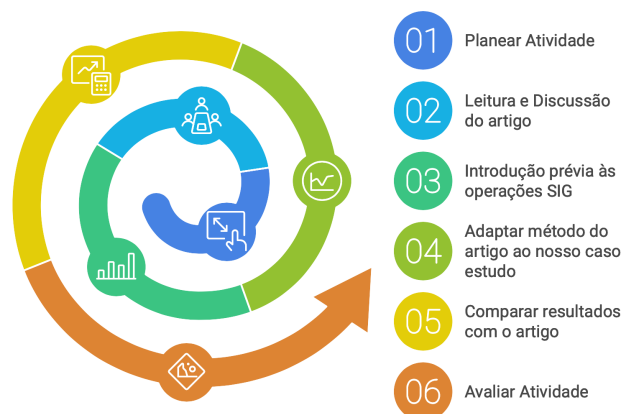 01
Planear Atividade
02
Leitura e Discussão
do artigo
03
Introdução prévia às
operações SIG
04
Adaptar método do
artigo ao nosso caso
estudo
05
Comparar resultados
com o artigo
06
Avaliar Atividade